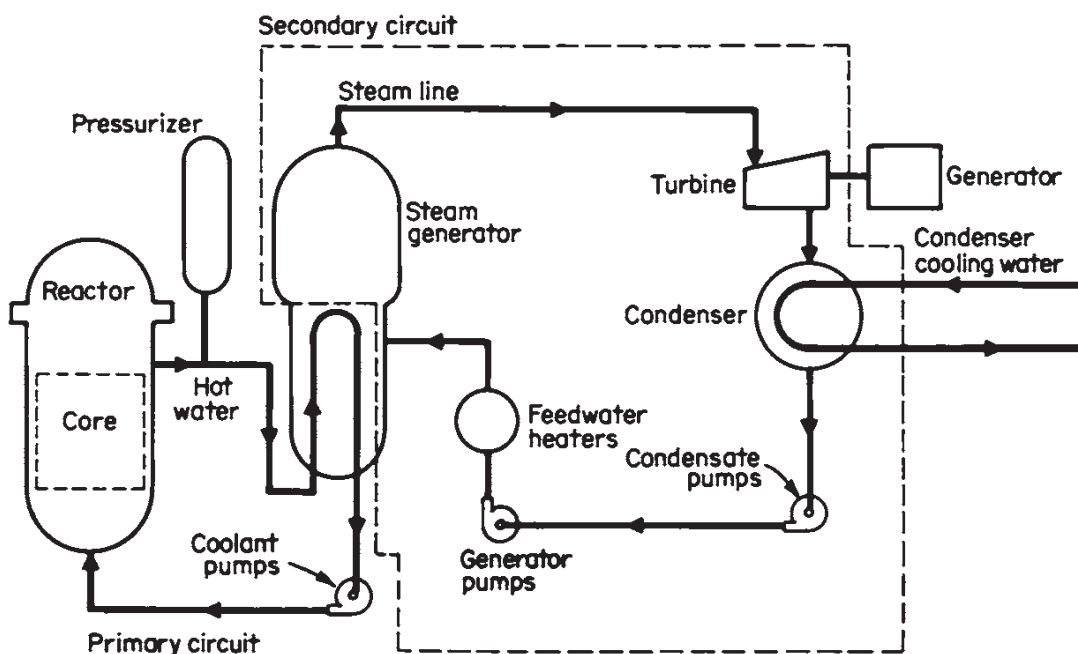 Secondary circuit
Steam line
Pressurizer
Turbine
Generator
Steam
generator
Condenser
cooling water
Reactor
Condenser
Hot
water
Core
Feedwater
heaters
Condensate
pumps
Coolant
pumps
Generator
pumps
Primary circuit